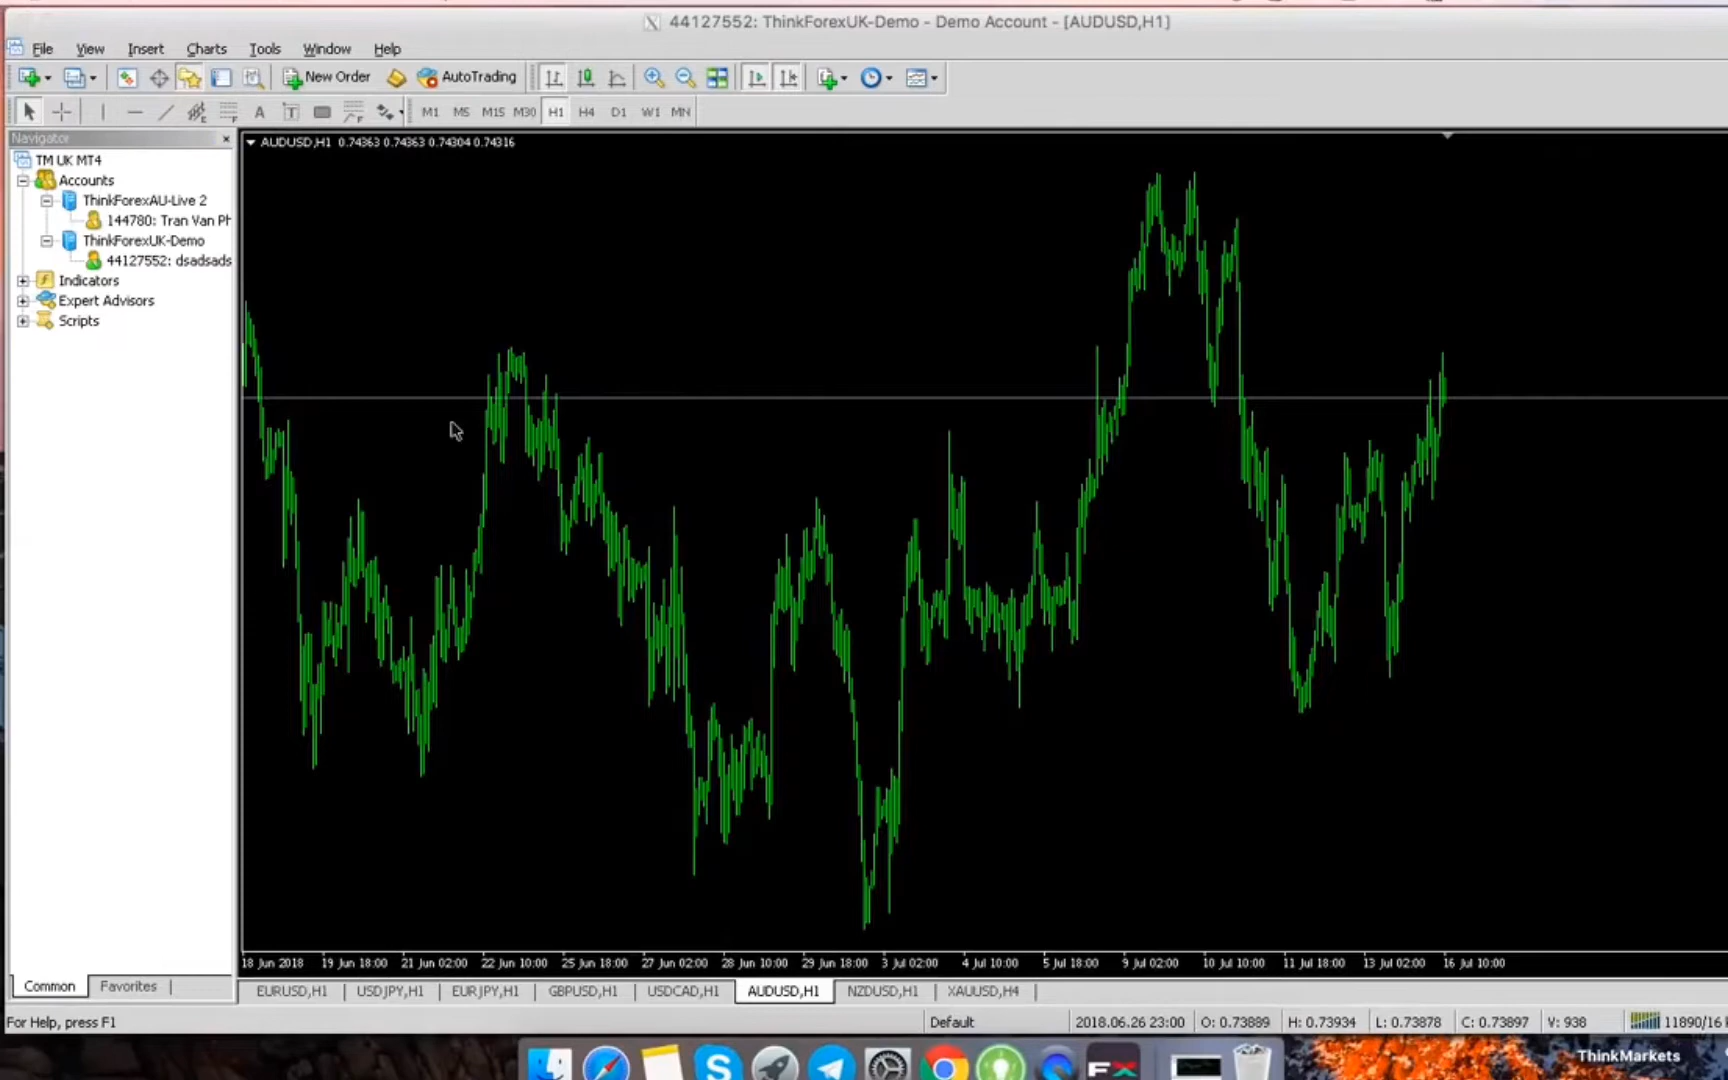 44127552: ThinkForexUK-Demo - Demo Account - [AUDUSD,H1]
File View Insert Charts Tools Window Help
New Order AutoTrading
A T M1 M5 M15 M30 H1 H4 D1 W1 MN
Navigator
TM UK MT4
Accounts
ThinkForexAU-Live 2
144780: Tran Van Ph
ThinkForexUK-Demo
44127552: dsadsads
Indicators
Expert Advisors
Scripts
AUDUSD,H1 0.74363 0.74363 0.74304 0.74316
18 Jun 2018 19 Jun 18:00 21 Jun 02:00 22 Jun 10:00 25 Jun 18:00 27 Jun 02:00 28 Jun 10:00 29 Jun 18:00 3 Jul 02:00 4 Jul 10:00 5 Jul 18:00 9 Jul 02:00 10 Jul 10:00 11 Jul 18:00 13 Jul 02:00 16 Jul 10:00
Common Favorites
EURUSD,H1 USDJPY,H1 EURJPY,H1 GBPUSD,H1 USDCAD,H1 AUDUSD,H1 NZDUSD,H1 XAUUSD,H4
For Help, press F1 Default 2018.06.26 23:00 O: 0.73889 H: 0.73934 L: 0.73878 C: 0.73897 V: 938 11890/16
FX
ThinkMarkets